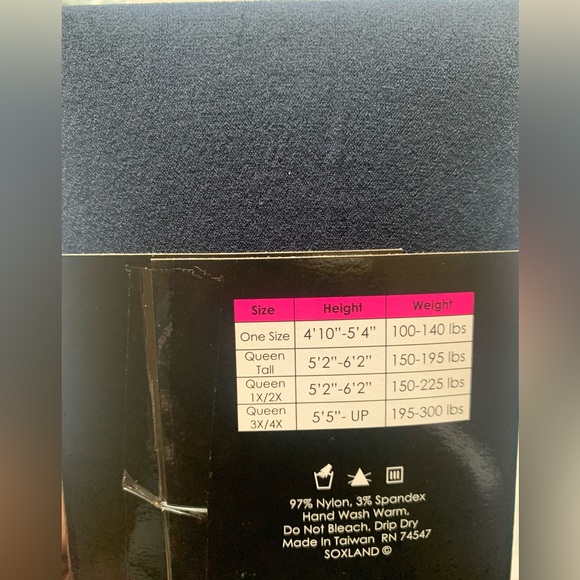 Size Height Weight
One Size 4'10"-5'4" 100-140 lbs
Queen
Tall 5'2"-6'2" 150-195 lbs
Queen
1X/2X 5'2"-6'2" 150-225 lbs
Queen
3X/4X 5'5"- UP 195-300 lbs
97% Nylon, 3% Spandex
Hand Wash Warm,
Do Not Bleach, Drip Dry
Made In Taiwan RN 74547
SOXLAND ©